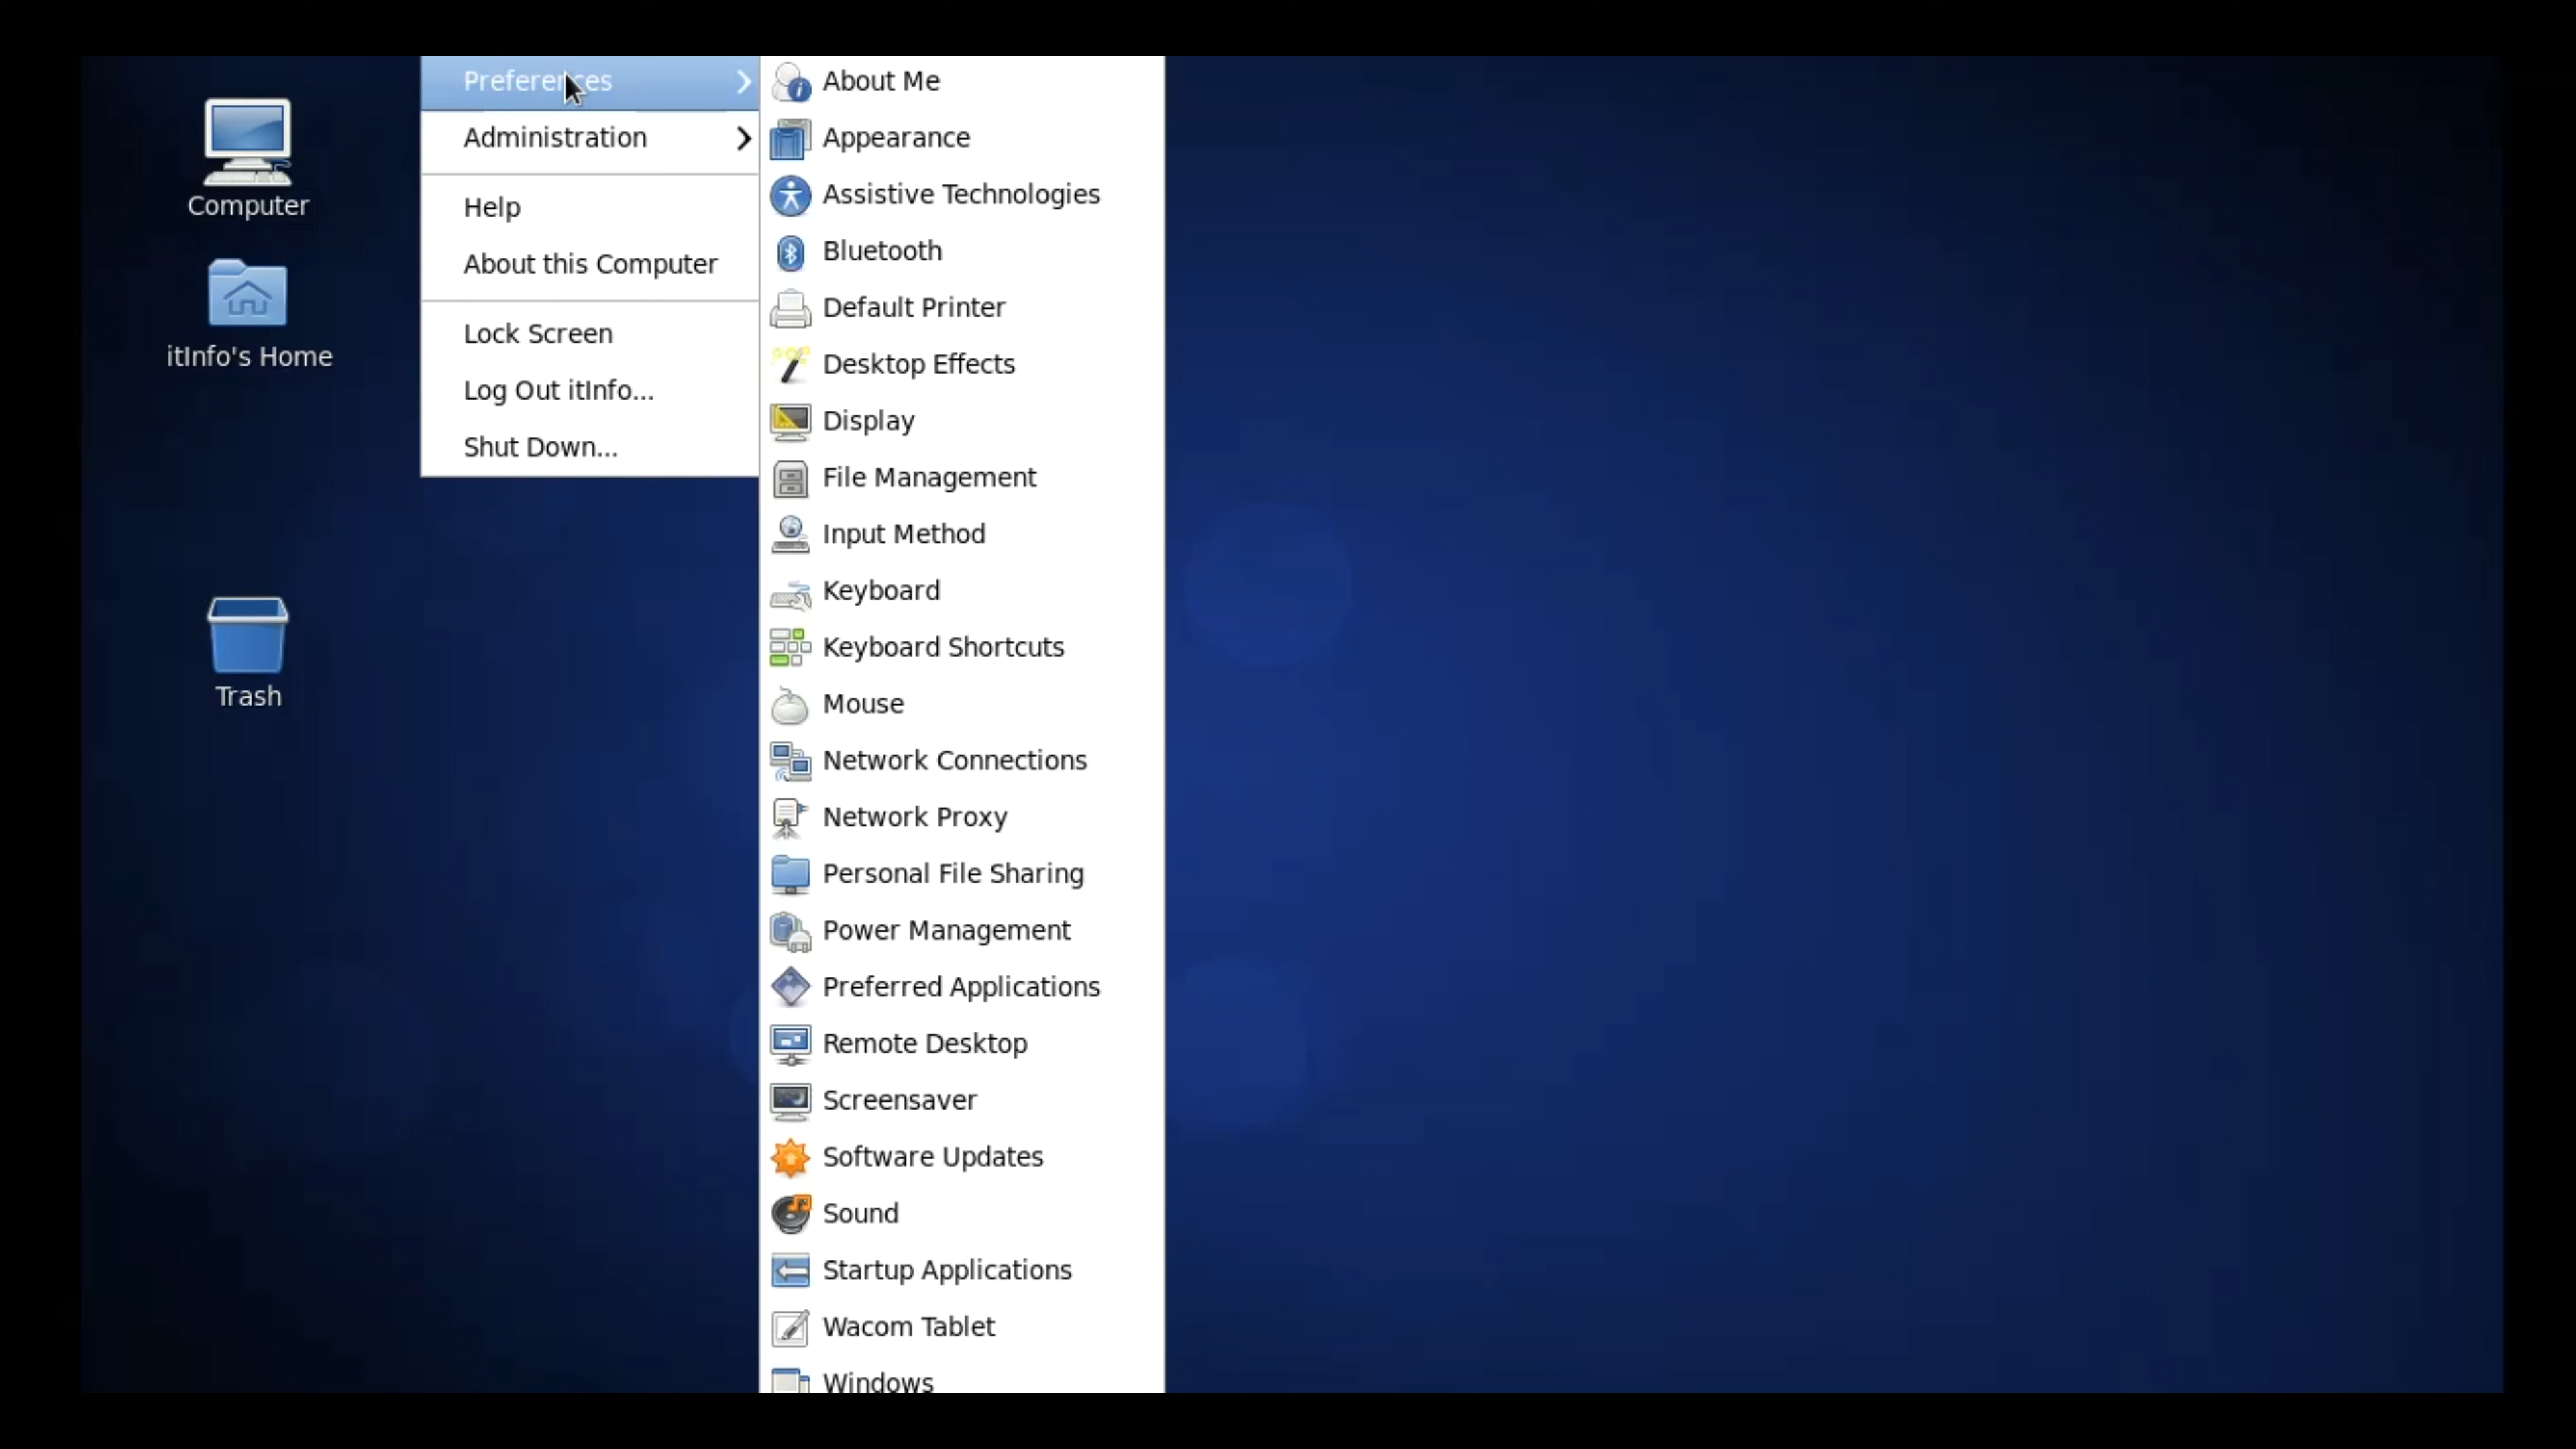 Computer
itInfo's Home
Trash
Preferences
Administration
Help
About this Computer
Lock Screen
Log Out itInfo...
Shut Down...
About Me
Appearance
Assistive Technologies
Bluetooth
Default Printer
Desktop Effects
Display
File Management
Input Method
Keyboard
Keyboard Shortcuts
Mouse
Network Connections
Network Proxy
Personal File Sharing
Power Management
Preferred Applications
Remote Desktop
Screensaver
Software Updates
Sound
Startup Applications
Wacom Tablet
Windows